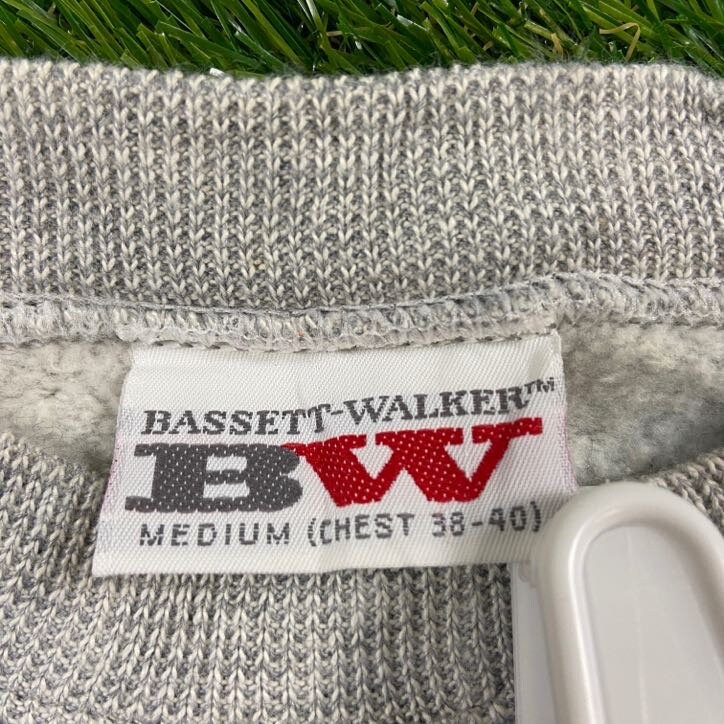 BASSETT-WALKER™
BW
MEDIUM (CHEST 38-40)